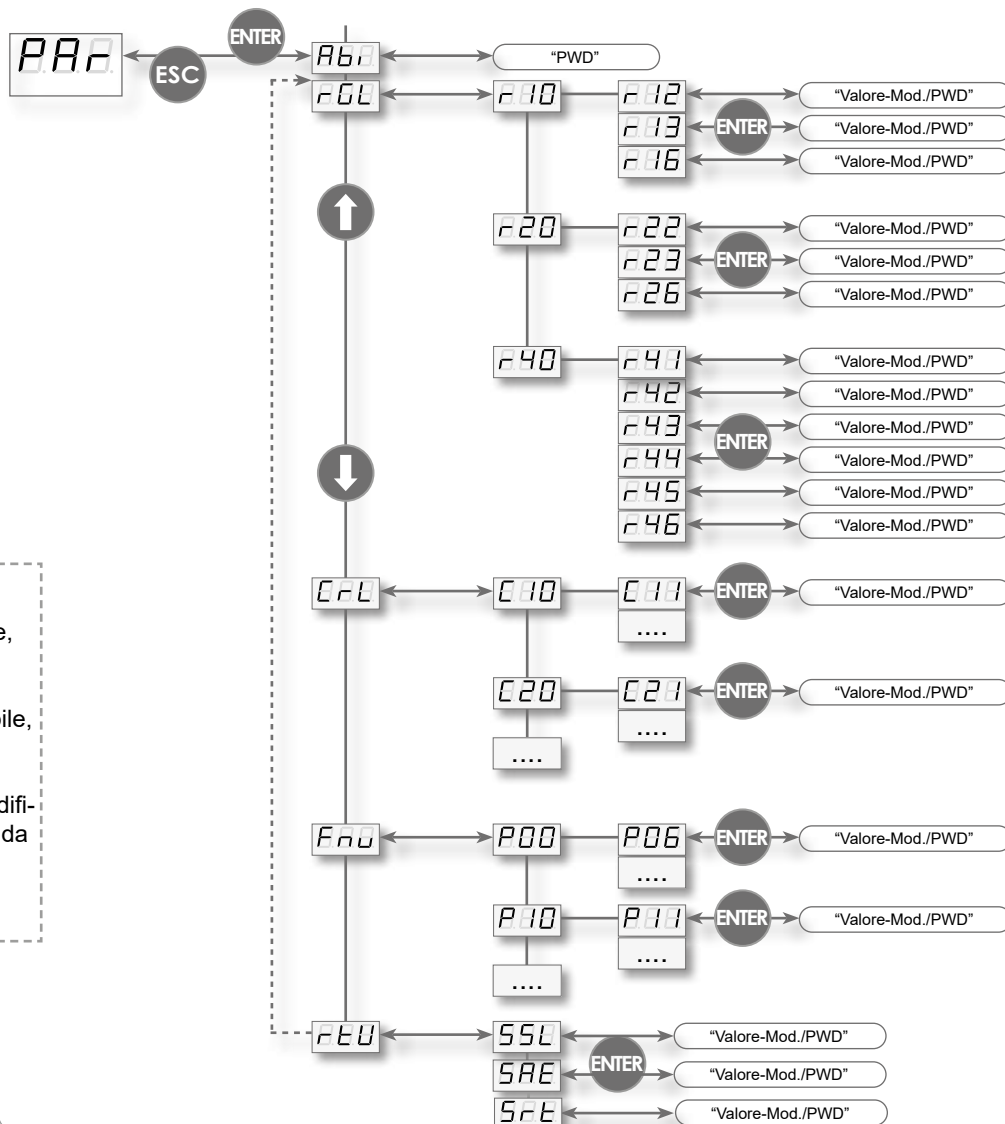 PAr
ESC
ENTER
Abi
“PWD”
rGL
r10
r12
“Valore-Mod./PWD”
r13
ENTER
“Valore-Mod./PWD”
r16
“Valore-Mod./PWD”
r20
r22
“Valore-Mod./PWD”
r23
ENTER
“Valore-Mod./PWD”
r26
“Valore-Mod./PWD”
r40
r41
“Valore-Mod./PWD”
r42
“Valore-Mod./PWD”
r43
ENTER
“Valore-Mod./PWD”
r44
“Valore-Mod./PWD”
r45
“Valore-Mod./PWD”
r46
“Valore-Mod./PWD”
CrL
C10
C11
ENTER
“Valore-Mod./PWD”
....
C20
C21
ENTER
“Valore-Mod./PWD”
....
....
e,
ile,
difi-
da
Fnu
P00
P06
ENTER
“Valore-Mod./PWD”
....
P10
P11
ENTER
“Valore-Mod./PWD”
....
....
rtU
SSL
“Valore-Mod./PWD”
SAE
ENTER
“Valore-Mod./PWD”
Srt
“Valore-Mod./PWD”